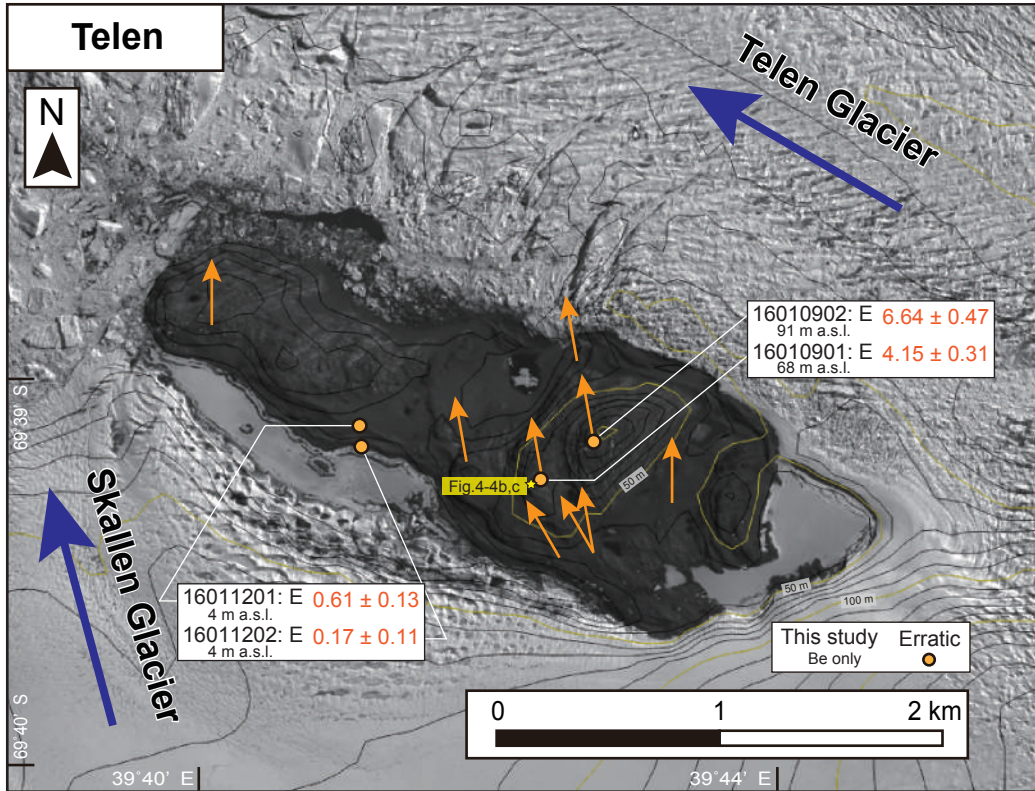 Telen
N
Telen Glacier
16010902: E 6.64 ± 0.47
91 m a.s.l.
16010901: E 4.15 ± 0.31
68 m a.s.l.
69°39' S
50 m
Fig.4-4b,c
Skallen Glacier
16011201: E 0.61 ± 0.13
4 m a.s.l.
16011202: E 0.17 ± 0.11
4 m a.s.l.
50 m
100 m
This study Erratic
Be only
69°40' S
0 1 2 km
39°40' E
39°44' E